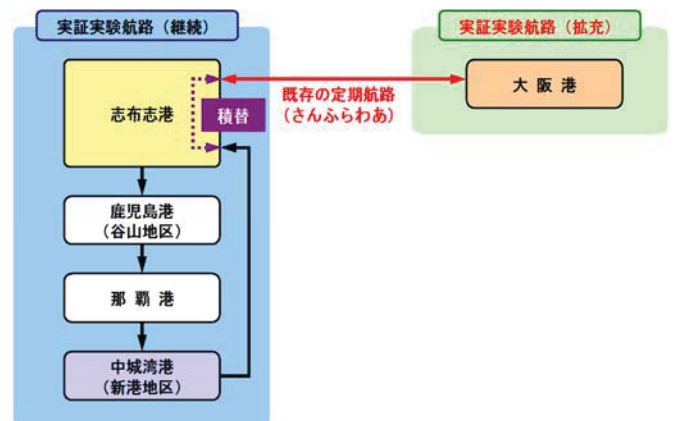 実証実験航路（継続）
実証実験航路（拡充）
志布志港
積替
既存の定期航路
（さんふらわあ）
大阪港
鹿児島港
（谷山地区）
那覇港
中城湾港
（新港地区）